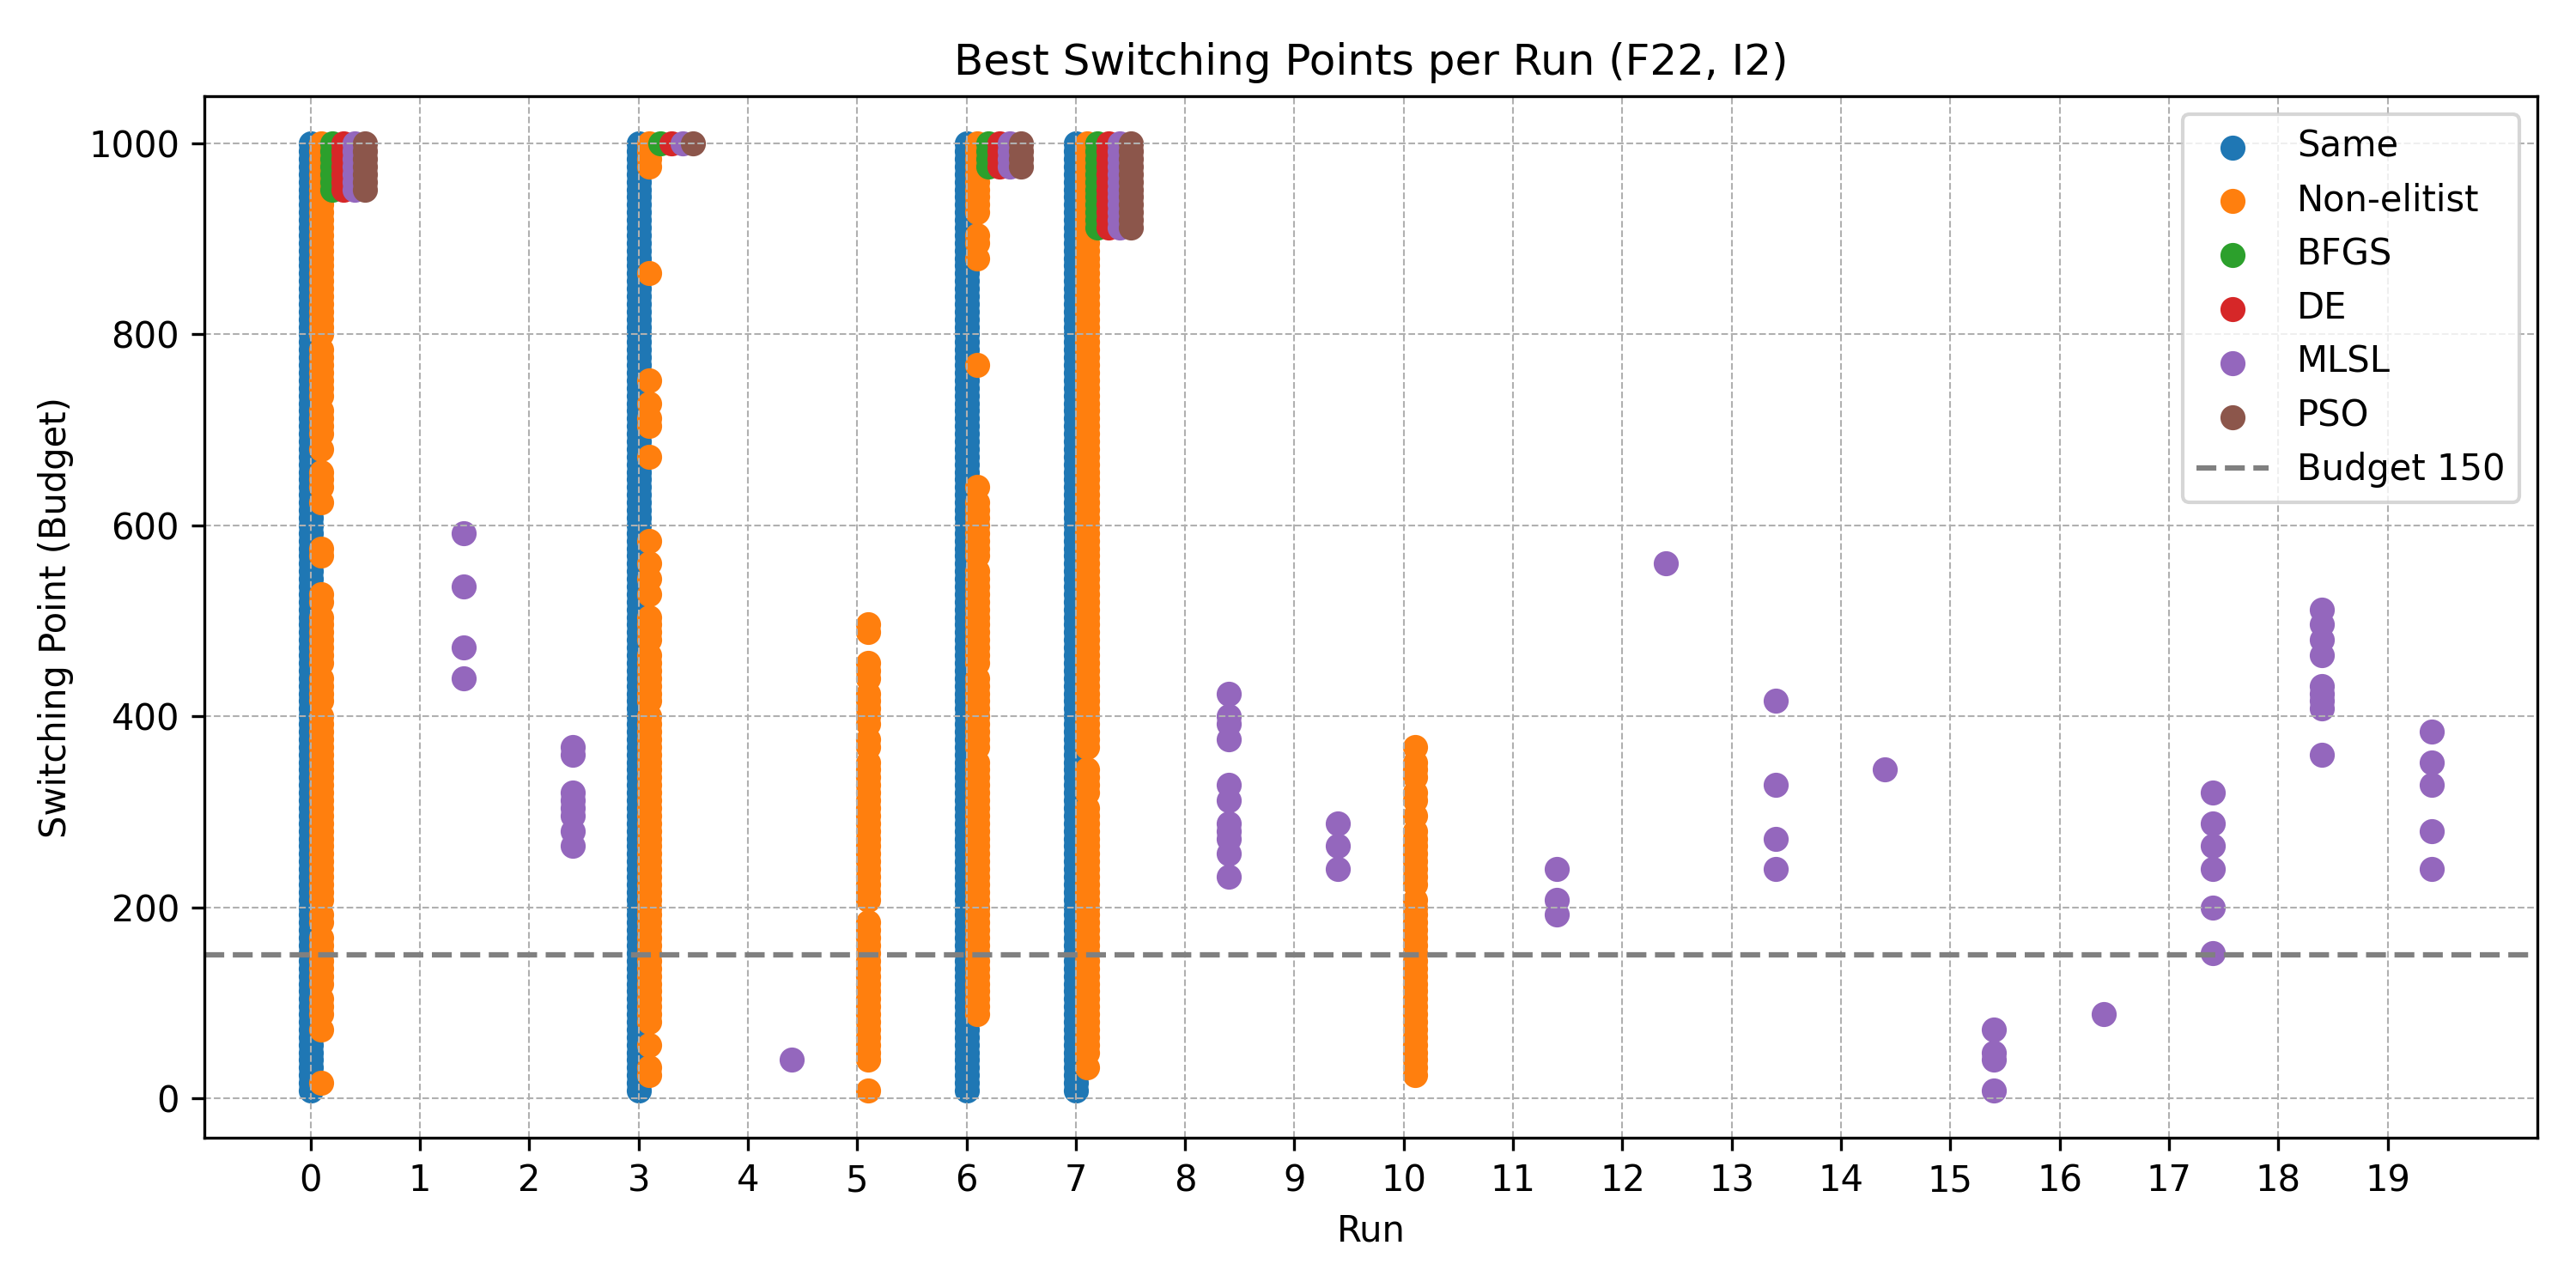 Best Switching Points per Run (F22, I2)
Switching Point (Budget)
1000
800
600
400
200
0
Same
Non-elitist
BFGS
DE
MLSL
PSO
Budget 150
0 1 2 3 4 5 6 7 8 9 10 11 12 13 14 15 16 17 18 19
Run